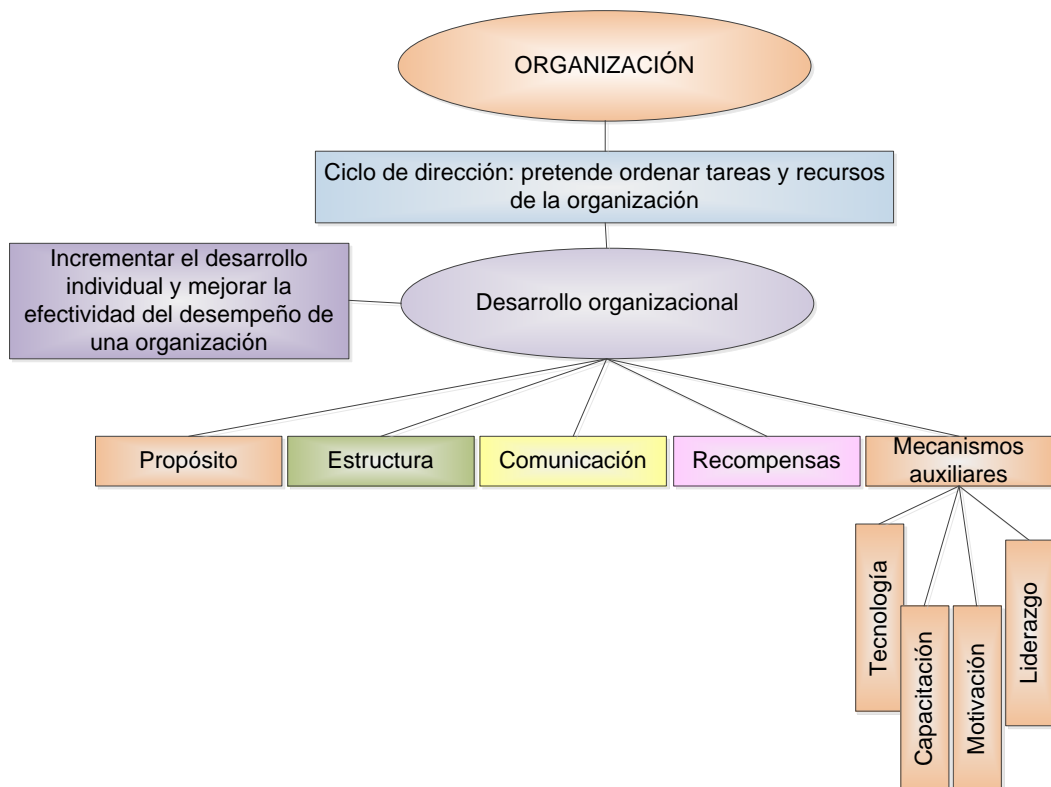 ORGANIZACIÓN
Ciclo de dirección: pretende ordenar tareas y recursos
de la organización
Incrementar el desarrollo
individual y mejorar la
efectividad del desempeño de
una organización
Desarrollo organizacional
Propósito
Estructura
Comunicación
Recompensas
Mecanismos
auxiliares
Tecnología
Capacitación
Motivación
Liderazgo